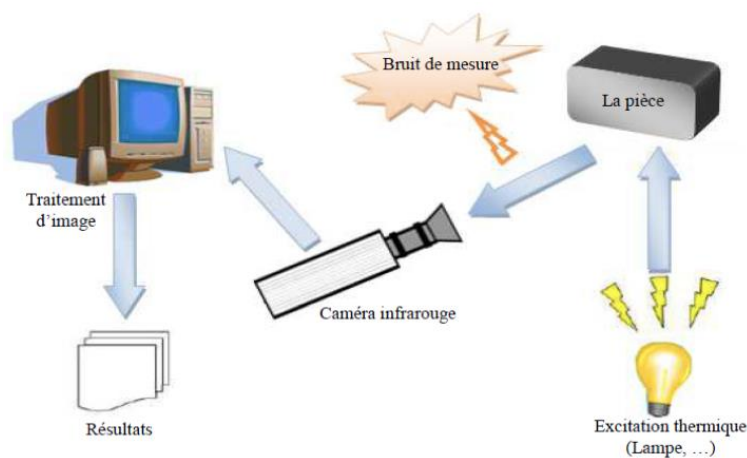 Bruit de mesure
La pièce
Traitement
d’image
Caméra infrarouge
Résultats
Excitation thermique
(Lampe, …)